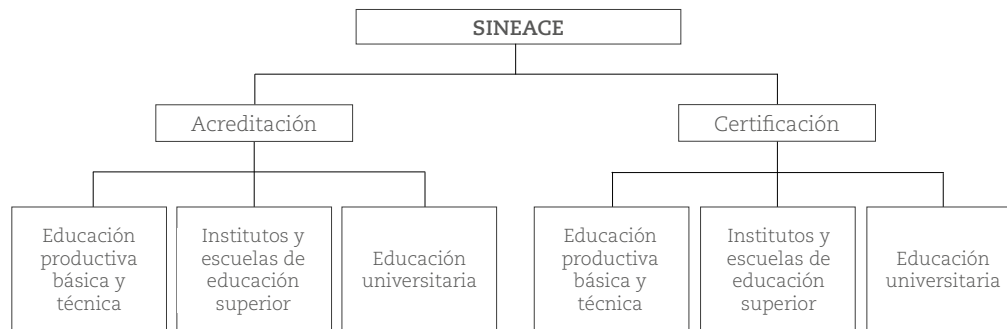 SINEACE
Acreditación
Certificación
Educación
productiva
básica y
técnica
Institutos y
escuelas de
educación
superior
Educación
universitaria
Educación
productiva
básica y
técnica
Institutos y
escuelas de
educación
superior
Educación
universitaria